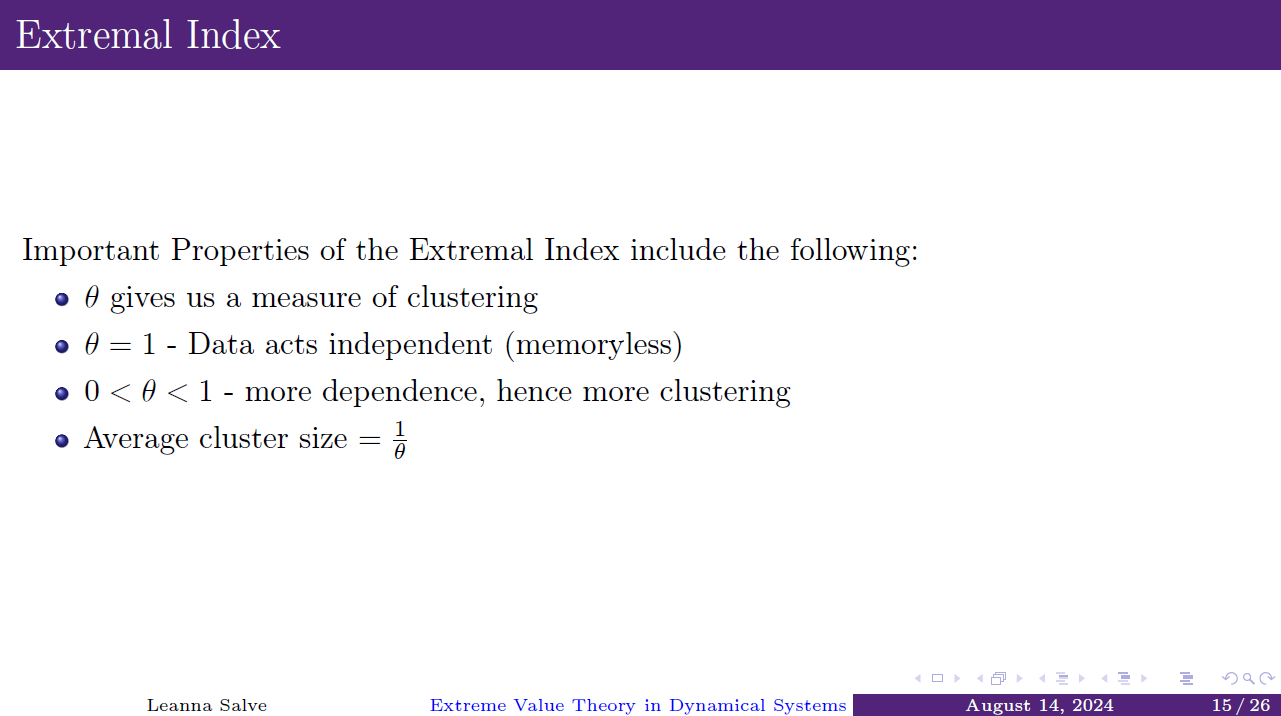 Extremal Index
Important Properties of the Extremal Index include the following:
θ gives us a measure of clustering
θ = 1 - Data acts independent (memoryless)
0 < θ < 1 - more dependence, hence more clustering
Average cluster size = 1/θ
Leanna Salve Extreme Value Theory in Dynamical Systems August 14, 2024 15 / 26